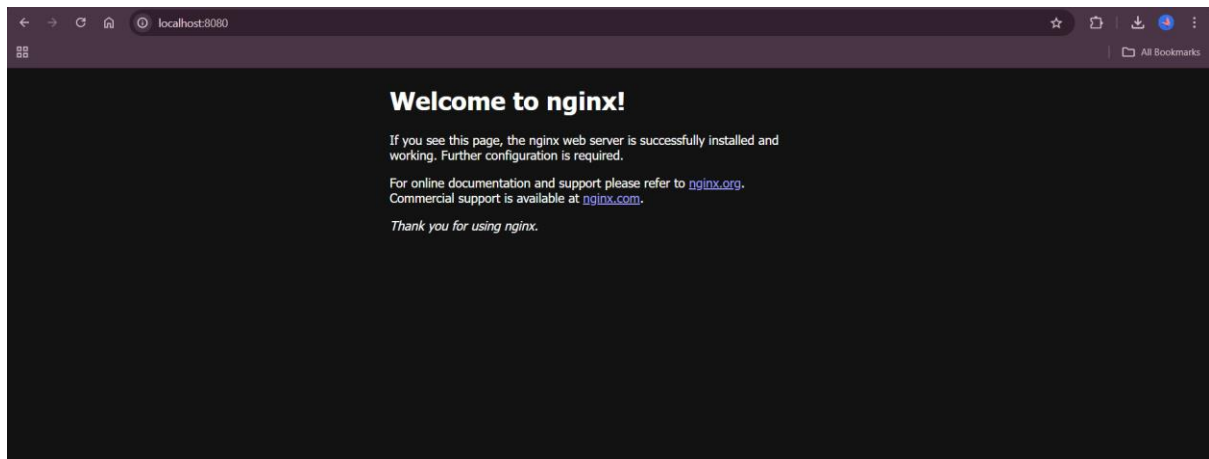 localhost:8080
All Bookmarks
Welcome to nginx!
If you see this page, the nginx web server is successfully installed and
working. Further configuration is required.
For online documentation and support please refer to nginx.org.
Commercial support is available at nginx.com.
Thank you for using nginx.